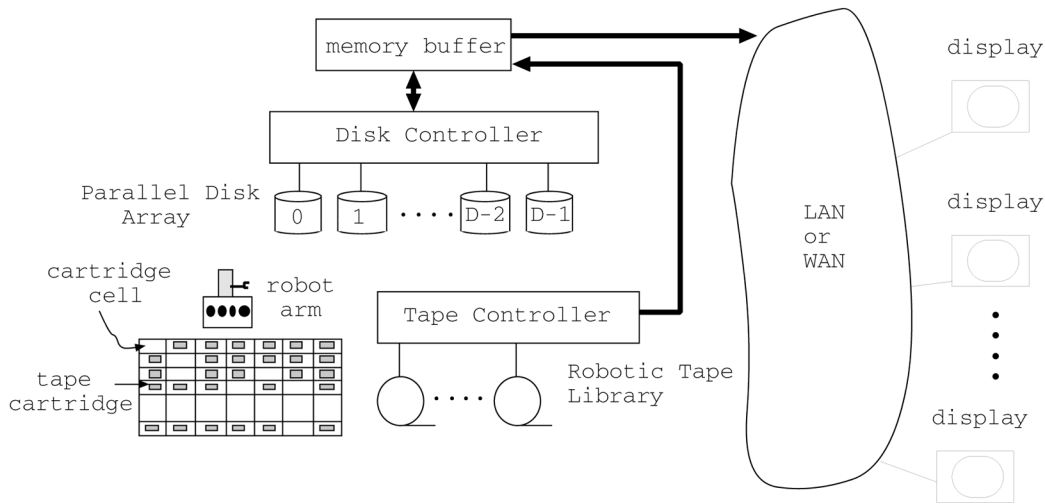 memory buffer
display
Disk Controller
Parallel Disk
Array
0
1
D-2
D-1
display
LAN
or
WAN
cartridge
cell
robot
arm
Tape Controller
Robotic Tape
Library
tape
cartridge
display